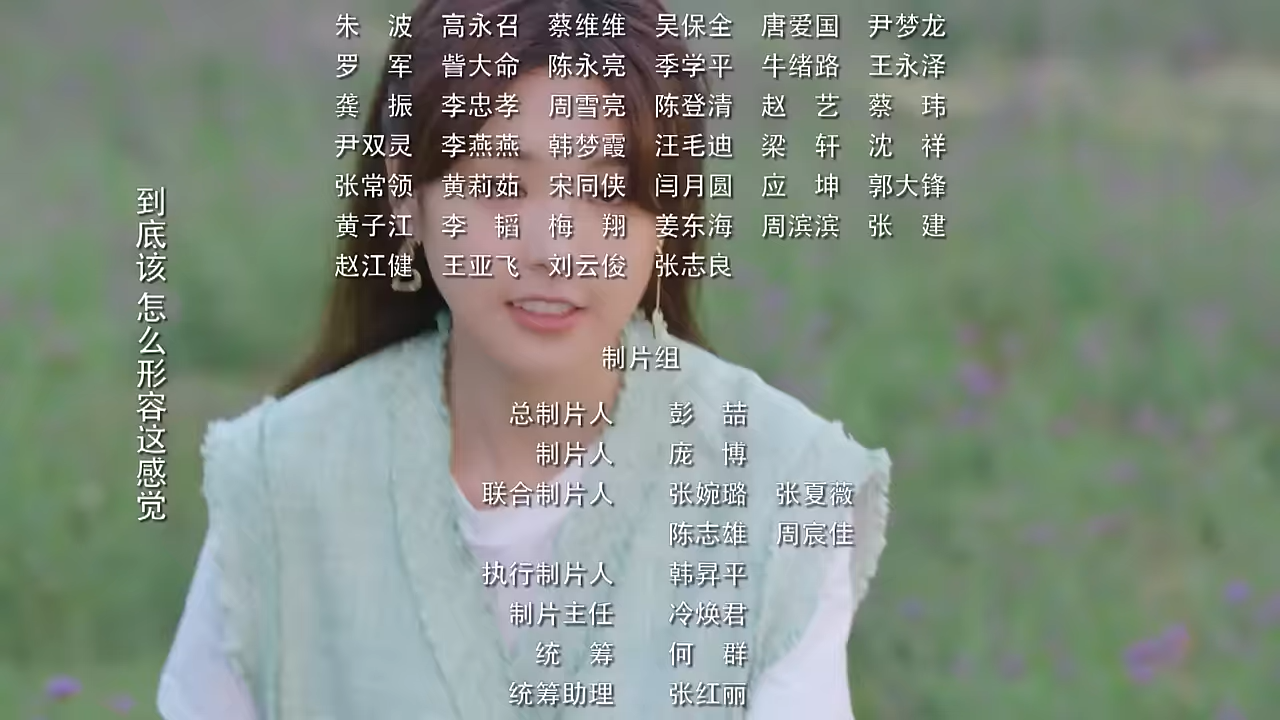 朱 波 高永召 蔡维维 吴保全 唐爱国 尹梦龙
罗 军 訾大命 陈永亮 季学平 牛绪路 王永泽
龚 振 李忠孝 周雪亮 陈登清 赵 艺 蔡 玮
尹双灵 李燕燕 韩梦霞 汪毛迪 梁 轩 沈 祥
张常领 黄莉茹 宋同侠 闫月圆 应 坤 郭大锋
黄子江 李 韬 梅 翔 姜东海 周滨滨 张 建
赵江健 王亚飞 刘云俊 张志良
到底该 怎么形容这感觉
制片组
总制片人 彭 喆
制片人 庞 博
联合制片人 张婉璐 张夏薇
陈志雄 周宸佳
执行制片人 韩昇平
制片主任 冷焕君
统 筹 何 群
统筹助理 张红丽